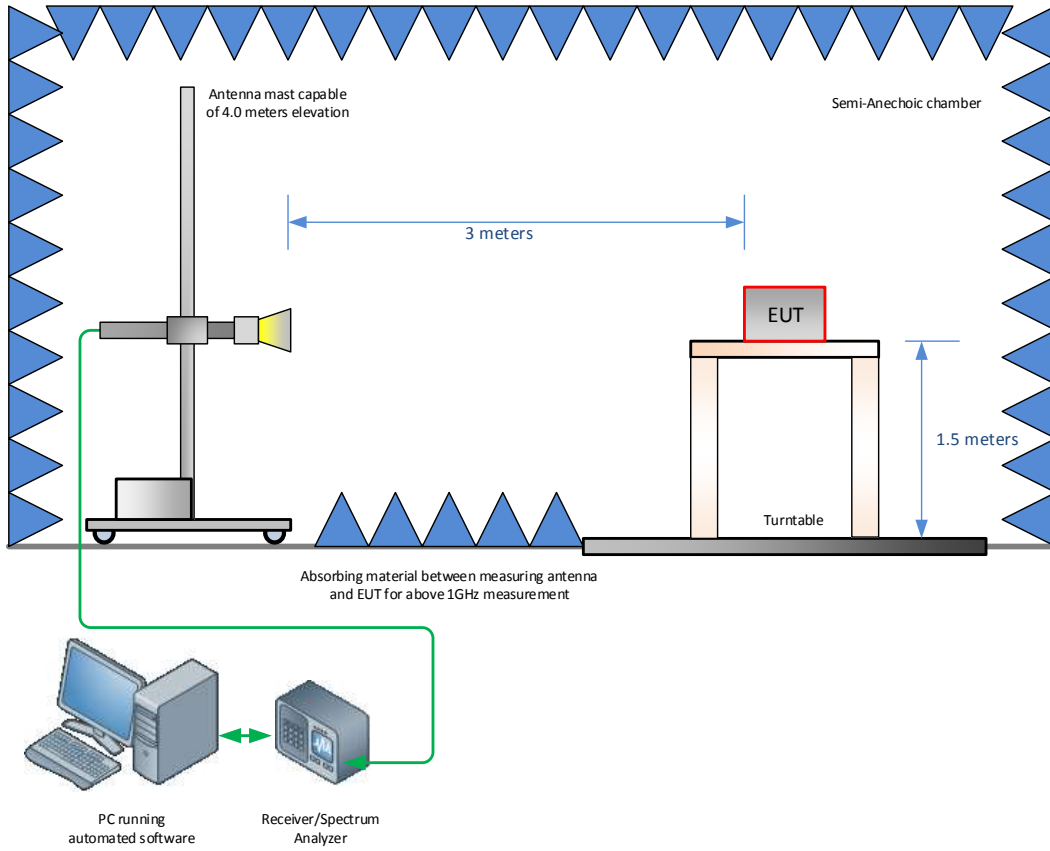 Antenna mast capable
of 4.0 meters elevation
Semi-Anechoic chamber
3 meters
EUT
1.5 meters
Turntable
Absorbing material between measuring antenna
and EUT for above 1GHz measurement
PC running
automated software
Receiver/Spectrum
Analyzer